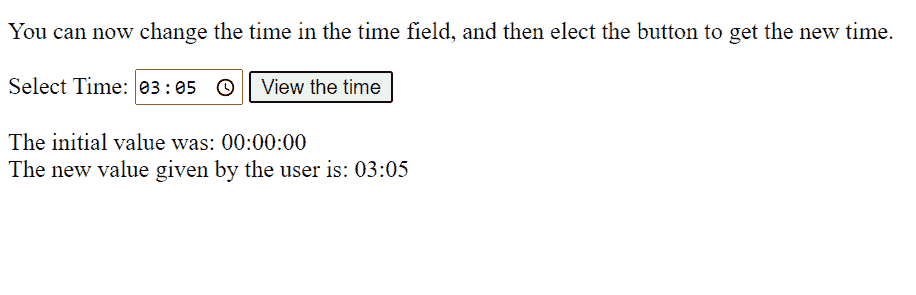 You can now change the time in the time field, and then elect the button to get the new time.
Select Time: 03:05 View the time
The initial value was: 00:00:00
The new value given by the user is: 03:05